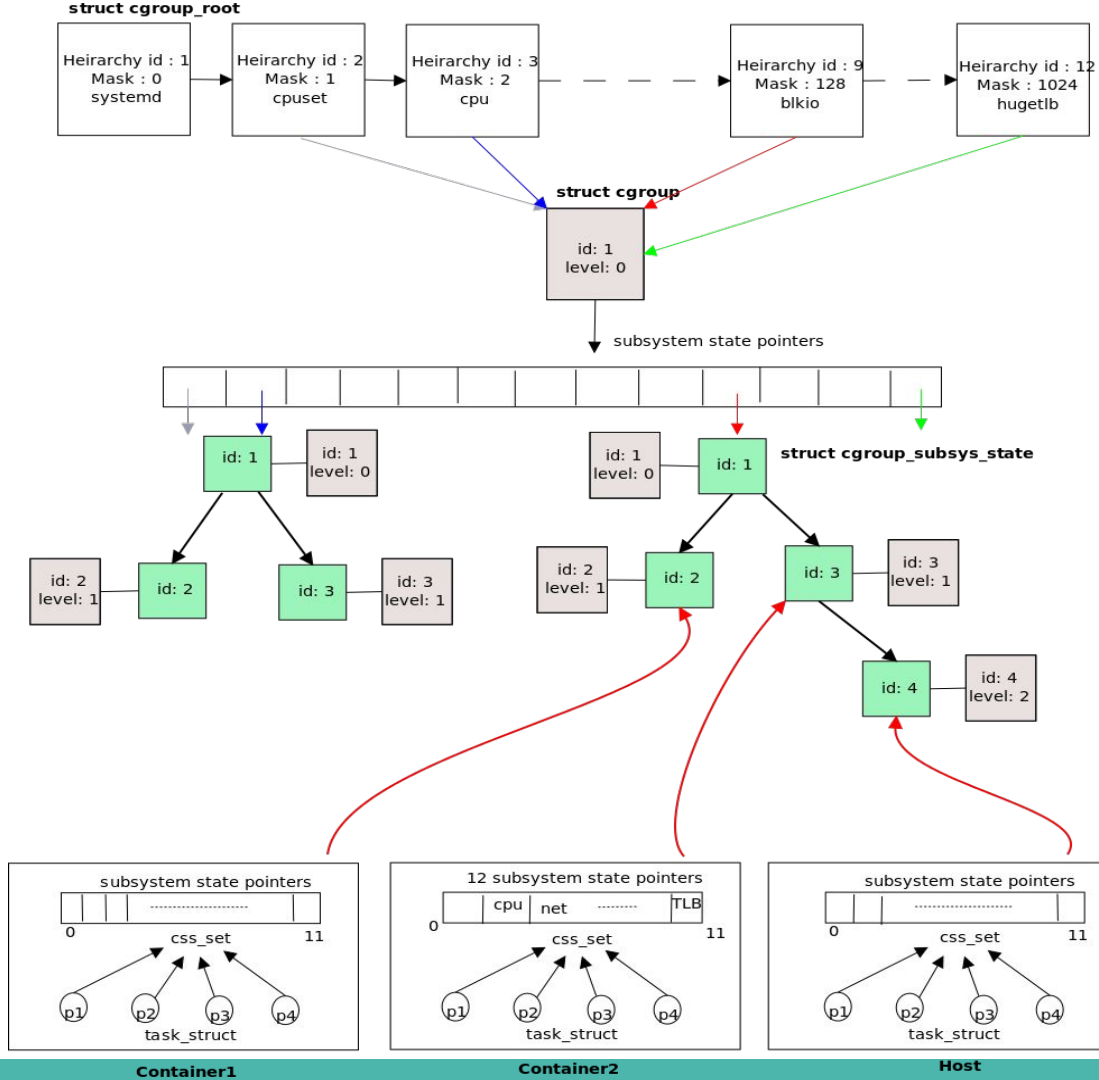 struct cgroup_root
Heirarchy id : 1
Mask : 0
systemd
Heirarchy id : 2
Mask : 1
cpuset
Heirarchy id : 3
Mask : 2
cpu
Heirarchy id : 9
Mask : 128
blkio
Heirarchy id : 12
Mask : 1024
hugetlb
struct cgroup
id: 1
level: 0
subsystem state pointers
id: 1
id: 1
level: 0
id: 1
level: 0
id: 1
struct cgroup_subsys_state
id: 2
level: 1
id: 2
id: 3
id: 3
level: 1
id: 2
level: 1
id: 2
id: 3
id: 3
level: 1
id: 4
id: 4
level: 2
subsystem state pointers
0
11
css_set
p1
p2
p3
p4
task_struct
Container1
12 subsystem state pointers
cpu
net
TLB
0
11
css_set
p1
p2
p3
p4
task_struct
Container2
subsystem state pointers
0
11
css_set
p1
p2
p3
p4
task_struct
Host